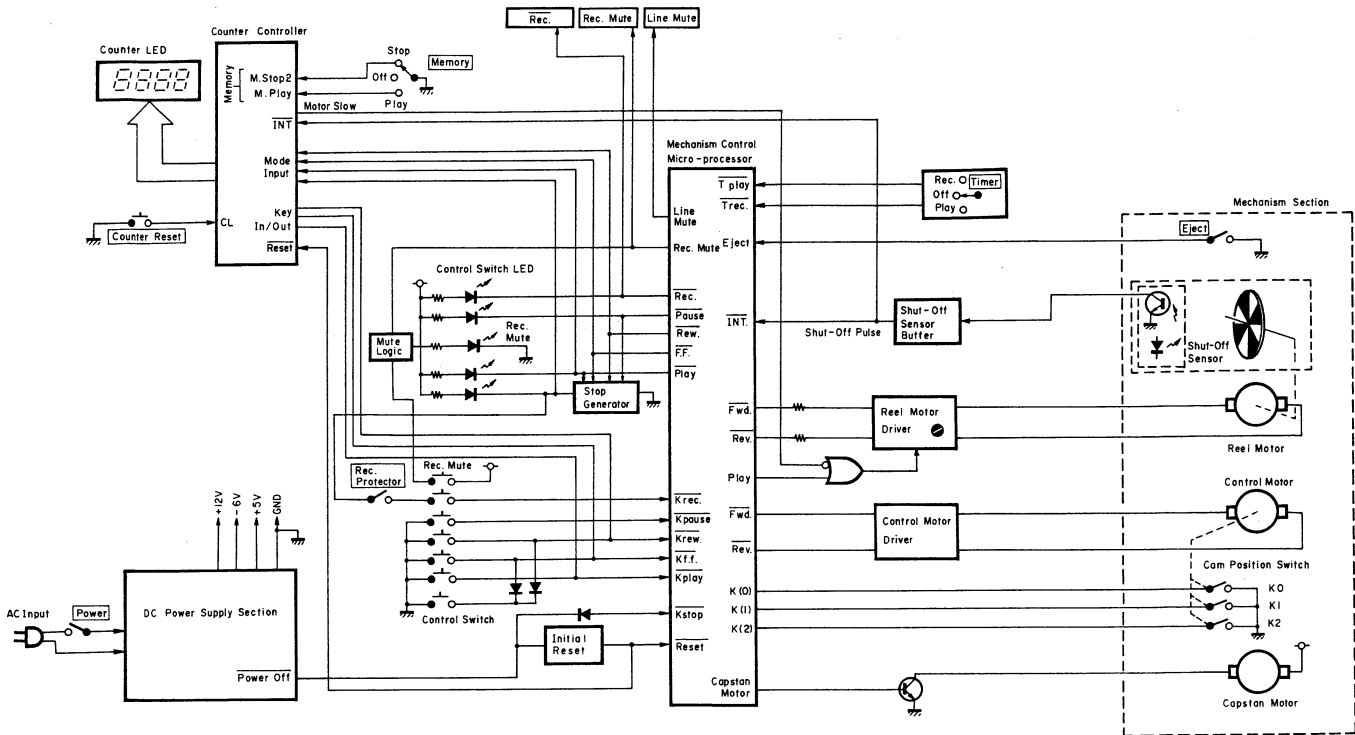 Rec.
Rec. Mute
Line Mute
Counter Controller
Counter LED
8888
Memory
M.Stop2
M.Play
Stop
Off
Play
Memory
Motor Slow
INT
Mode
Input
Key
In/Out
CL
Reset
Counter Reset
Control Switch LED
Rec.
Mute
Mute
Logic
Stop
Generator
Mechanism Control
Micro-processor
Line
Mute
Rec. Mute
Rec.
Pause
Rew.
F.F.
Play
T play
Trec.
Eject
INT.
Fwd.
Rev.
Play
Fwd.
Rev.
K(0)
K(1)
K(2)
Capstan
Motor
Krec.
Kpause
Krew.
Kf.f.
Kplay
Kstop
Reset
Rec.
Off
Play
Timer
Shut-Off Pulse
Shut-Off
Sensor
Buffer
Reel Motor
Driver
Control Motor
Driver
Mechanism Section
Eject
Shut-Off
Sensor
Reel Motor
Control Motor
Cam Position Switch
K0
K1
K2
Capstan Motor
Rec.
Protector
Rec. Mute
Control Switch
Initial
Reset
+12V
-6V
+5V
GND
AC Input
Power
DC Power Supply Section
Power Off